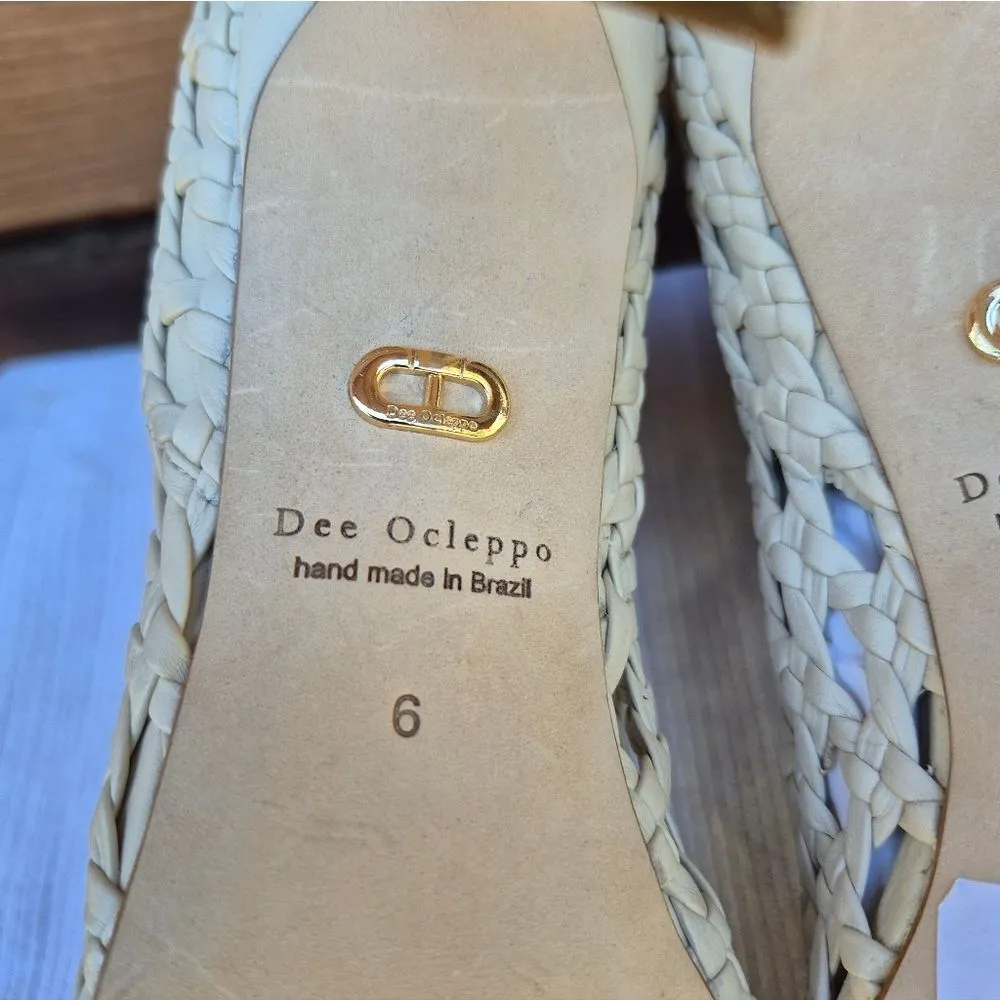 Dee Ocleppo
Dee Ocleppo
hand made in Brazil
6
D